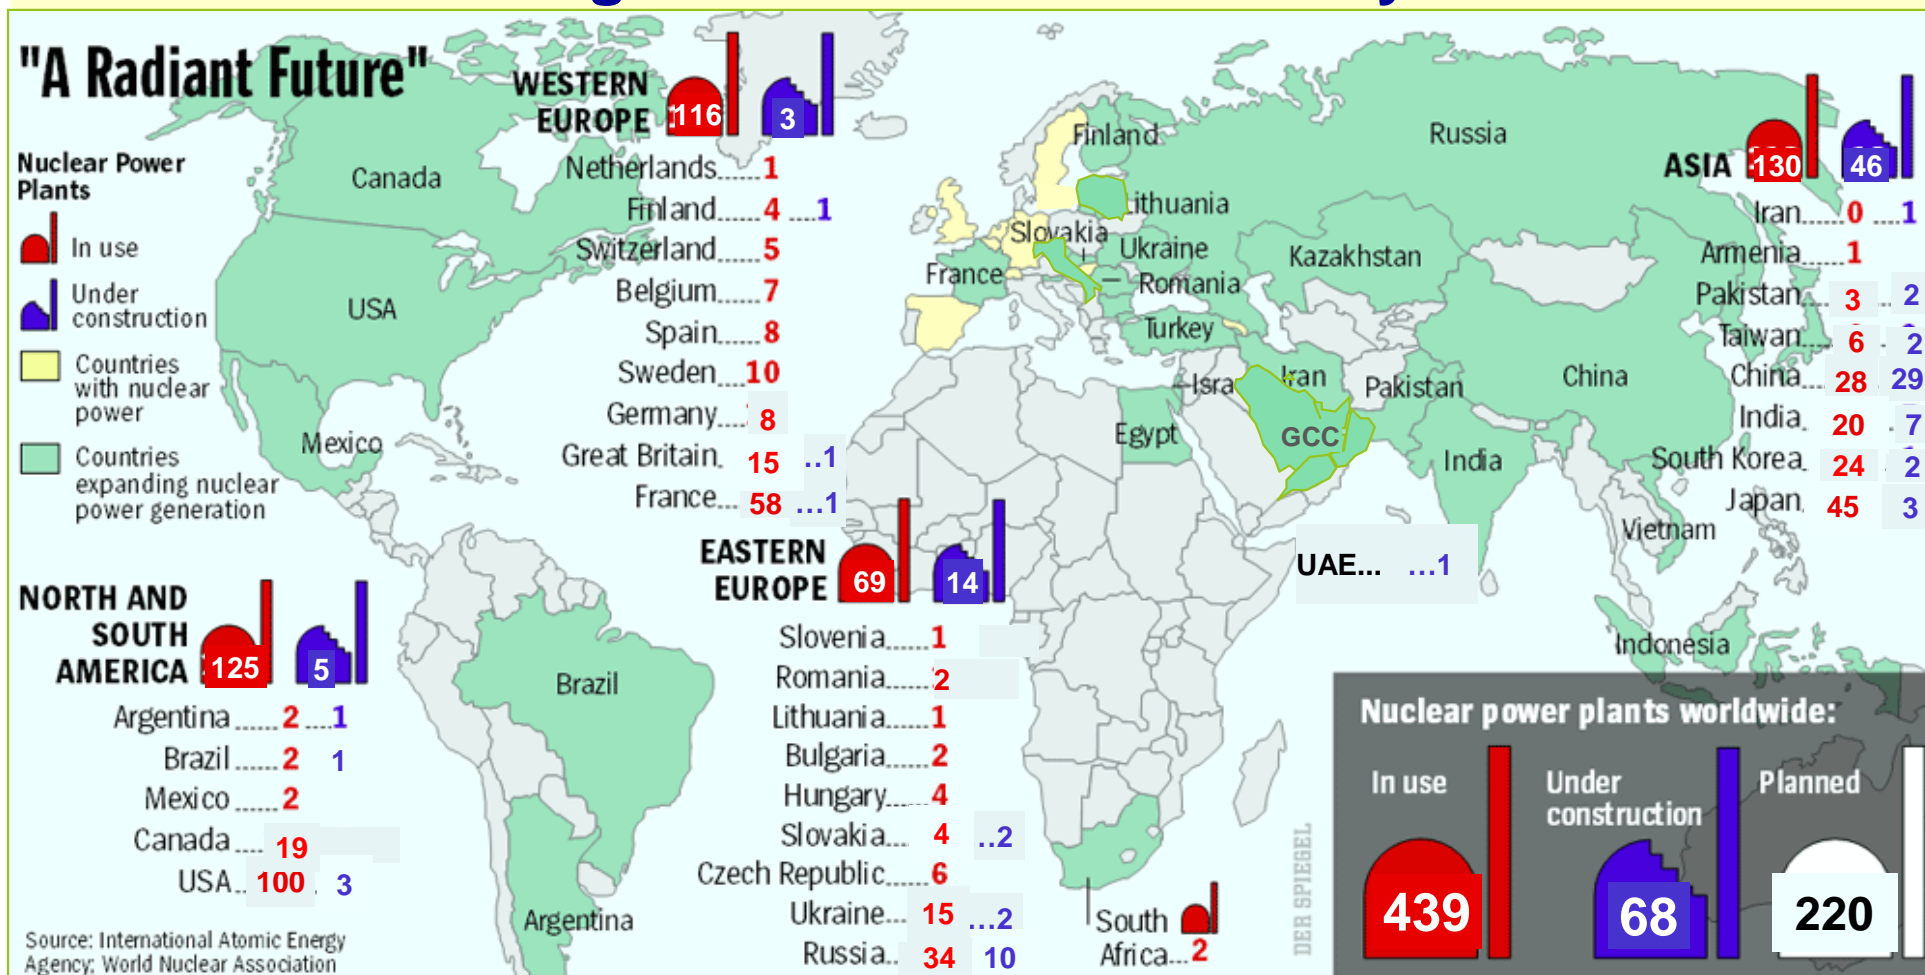 "A Radiant Future"
Nuclear Power
Plants
In use
Under
construction
Countries
with nuclear
power
Countries
expanding nuclear
power generation
WESTERN
EUROPE 116 3
Netherlands......1
Finland......4 ....1
Switzerland......5
Belgium......7
Spain......8
Sweden....10
Germany.... 8
Great Britain. 15 ..1
France... 58 ...1
EASTERN
EUROPE 69 14
Slovenia......1
Romania......2
Lithuania......1
Bulgaria......2
Hungary......4
Slovakia... 4 ..2
Czech Republic......6
Ukraine... 15 ...2
Russia.. 34 10
NORTH AND
SOUTH
AMERICA 125 5
Argentina ...... 2 ....1
Brazil ...... 2 1
Mexico ...... 2
Canada .... 19
USA.. 100 . 3
Source: International Atomic Energy
Agency; World Nuclear Association
ASIA 130 46
Iran...... 0 ....1
Armenia......1
Pakistan.... 3 .. 2
Taiwan.... 6 2
China... 28 29
India. 20 7
South Korea. 24 2
Japan. 45 3
UAE... ...1
South
Africa...2
Canada
USA
Mexico
Brazil
Argentina
Finland
Lithuania
Slovakia
Ukraine
France
Romania
Turkey
Russia
Kazakhstan
Isra
Iran
Pakistan
China
Egypt
GCC
India
Vietnam
Indonesia
DER SPIEGEL
Nuclear power plants worldwide:
In use
Under
construction
Planned
439
68
220